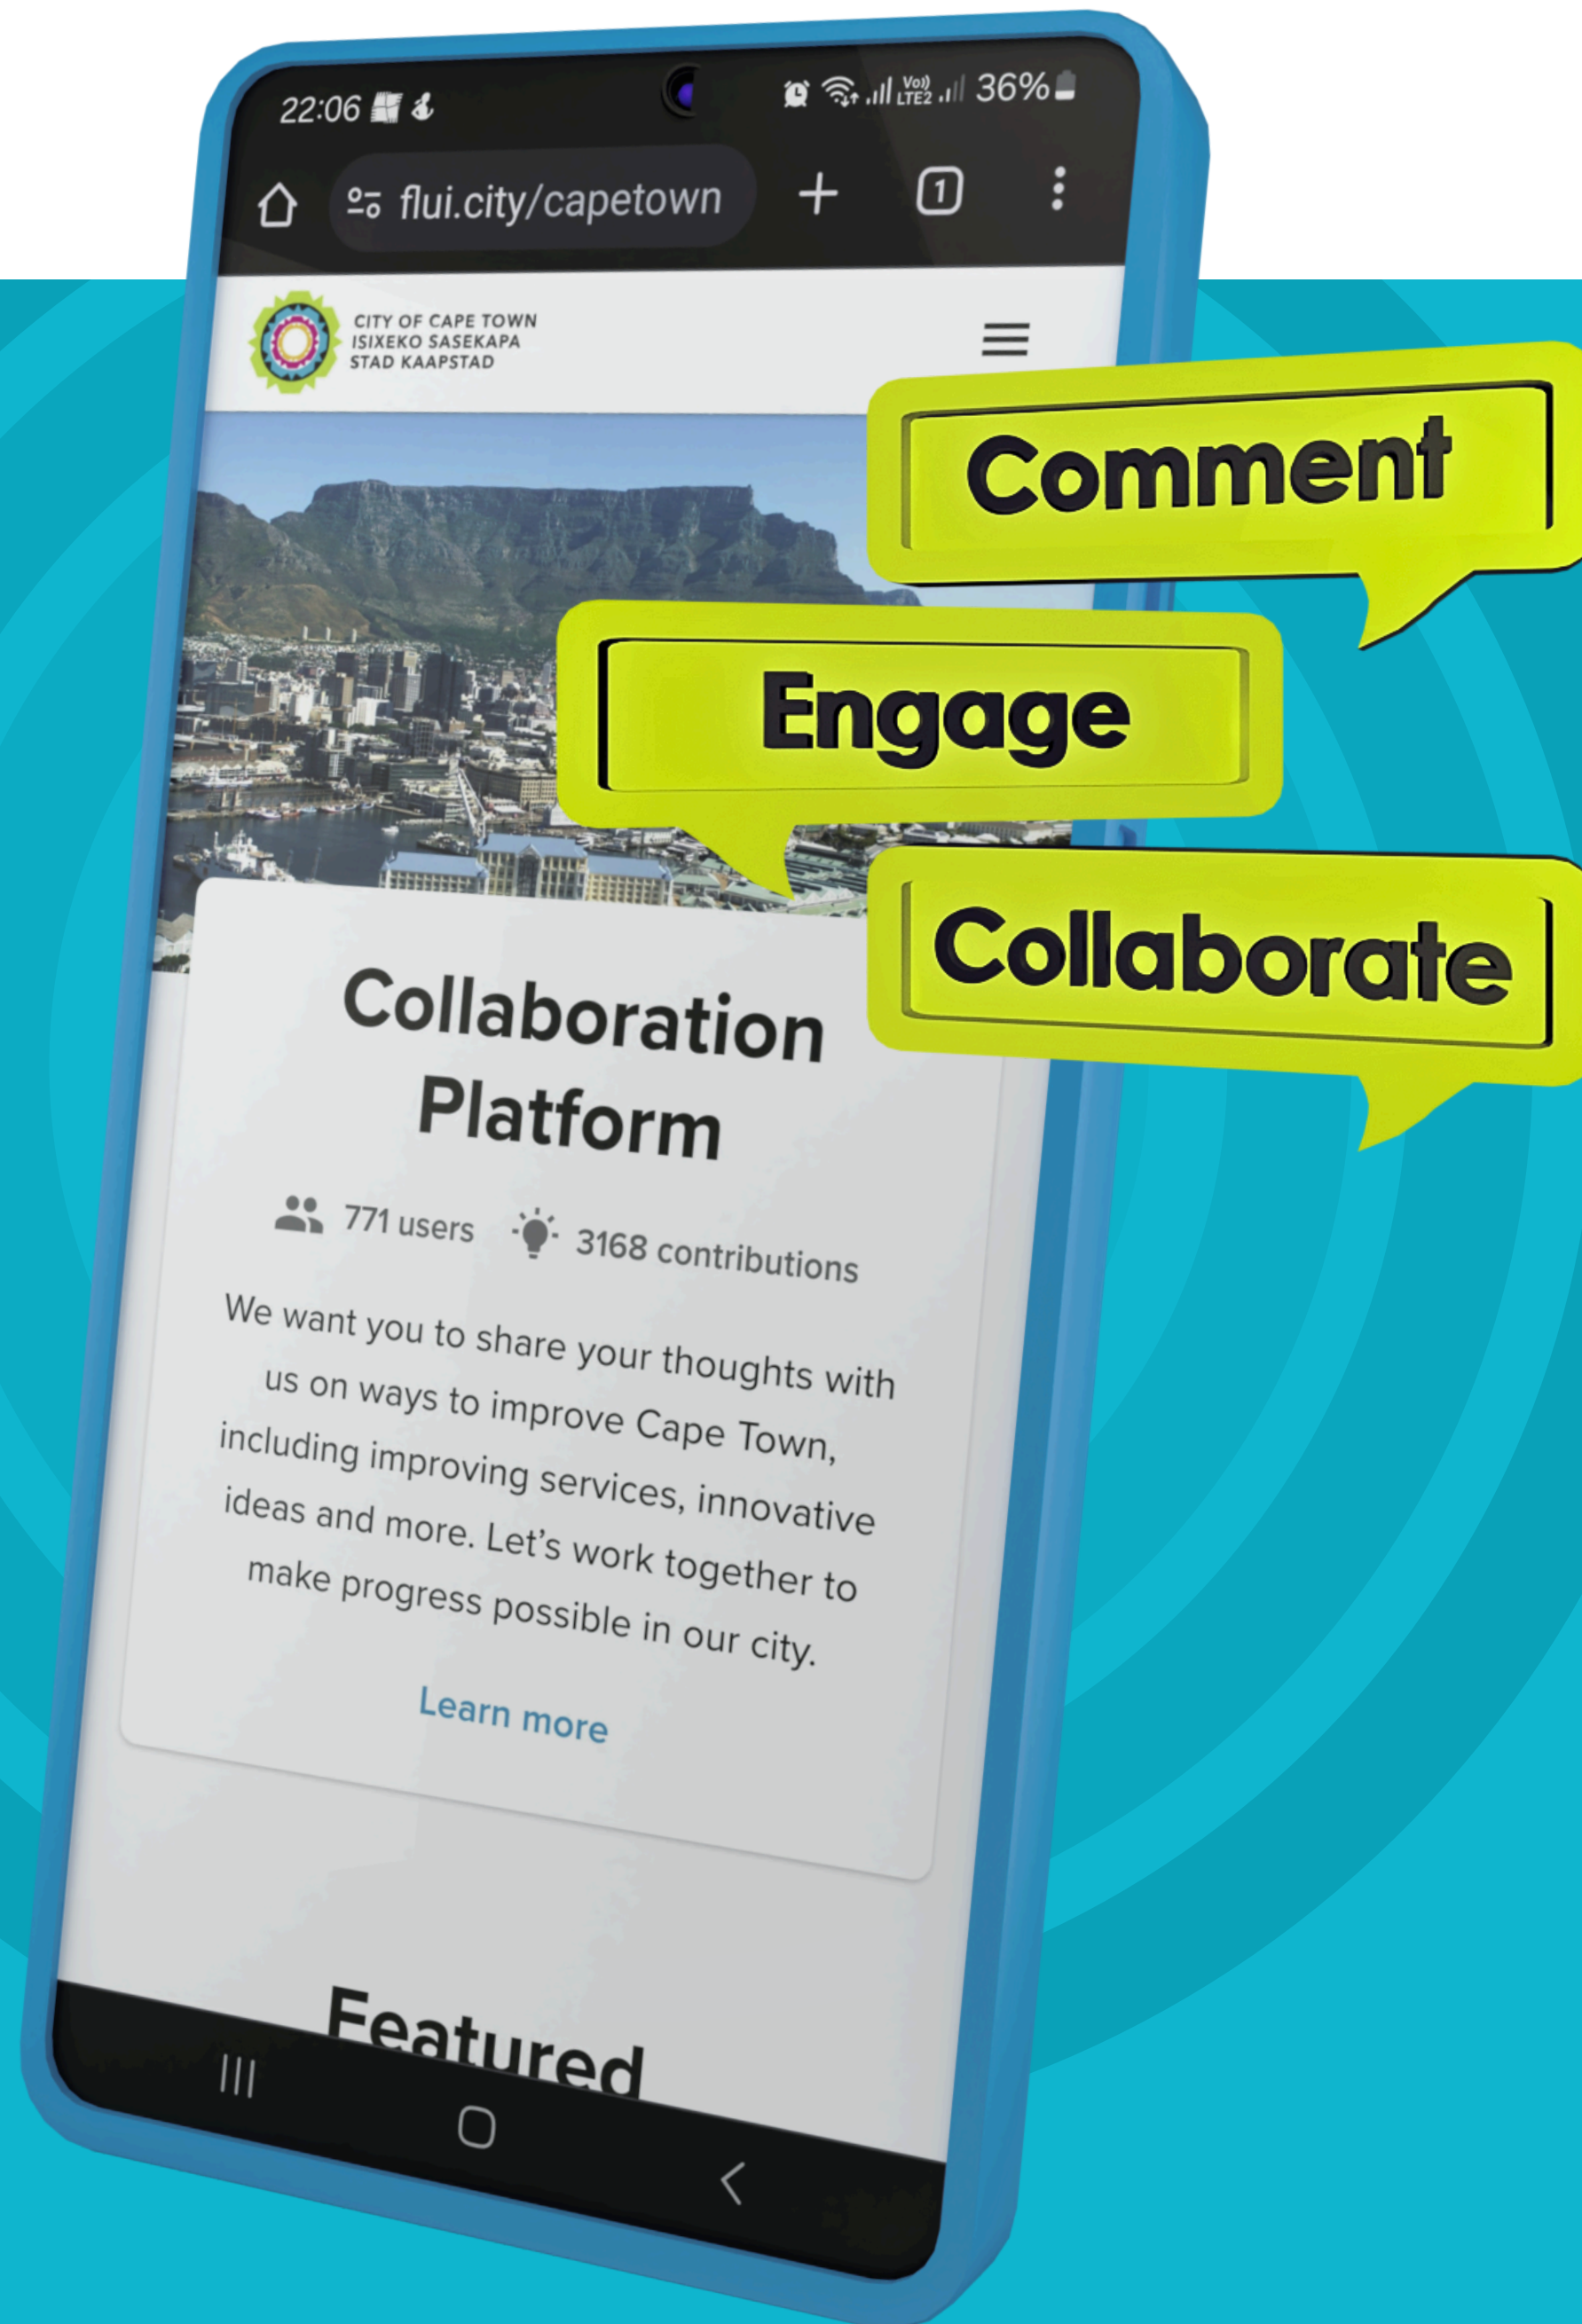 22:06
Vo)) LTE2 36%
flui.city/capetown
1
CITY OF CAPE TOWN
ISIXEKO SASEKAPA
STAD KAAPSTAD
Comment
Engage
Collaborate
Collaboration
Platform
771 users 3168 contributions
We want you to share your thoughts with
us on ways to improve Cape Town,
including improving services, innovative
ideas and more. Let's work together to
make progress possible in our city.
Learn more
Featured